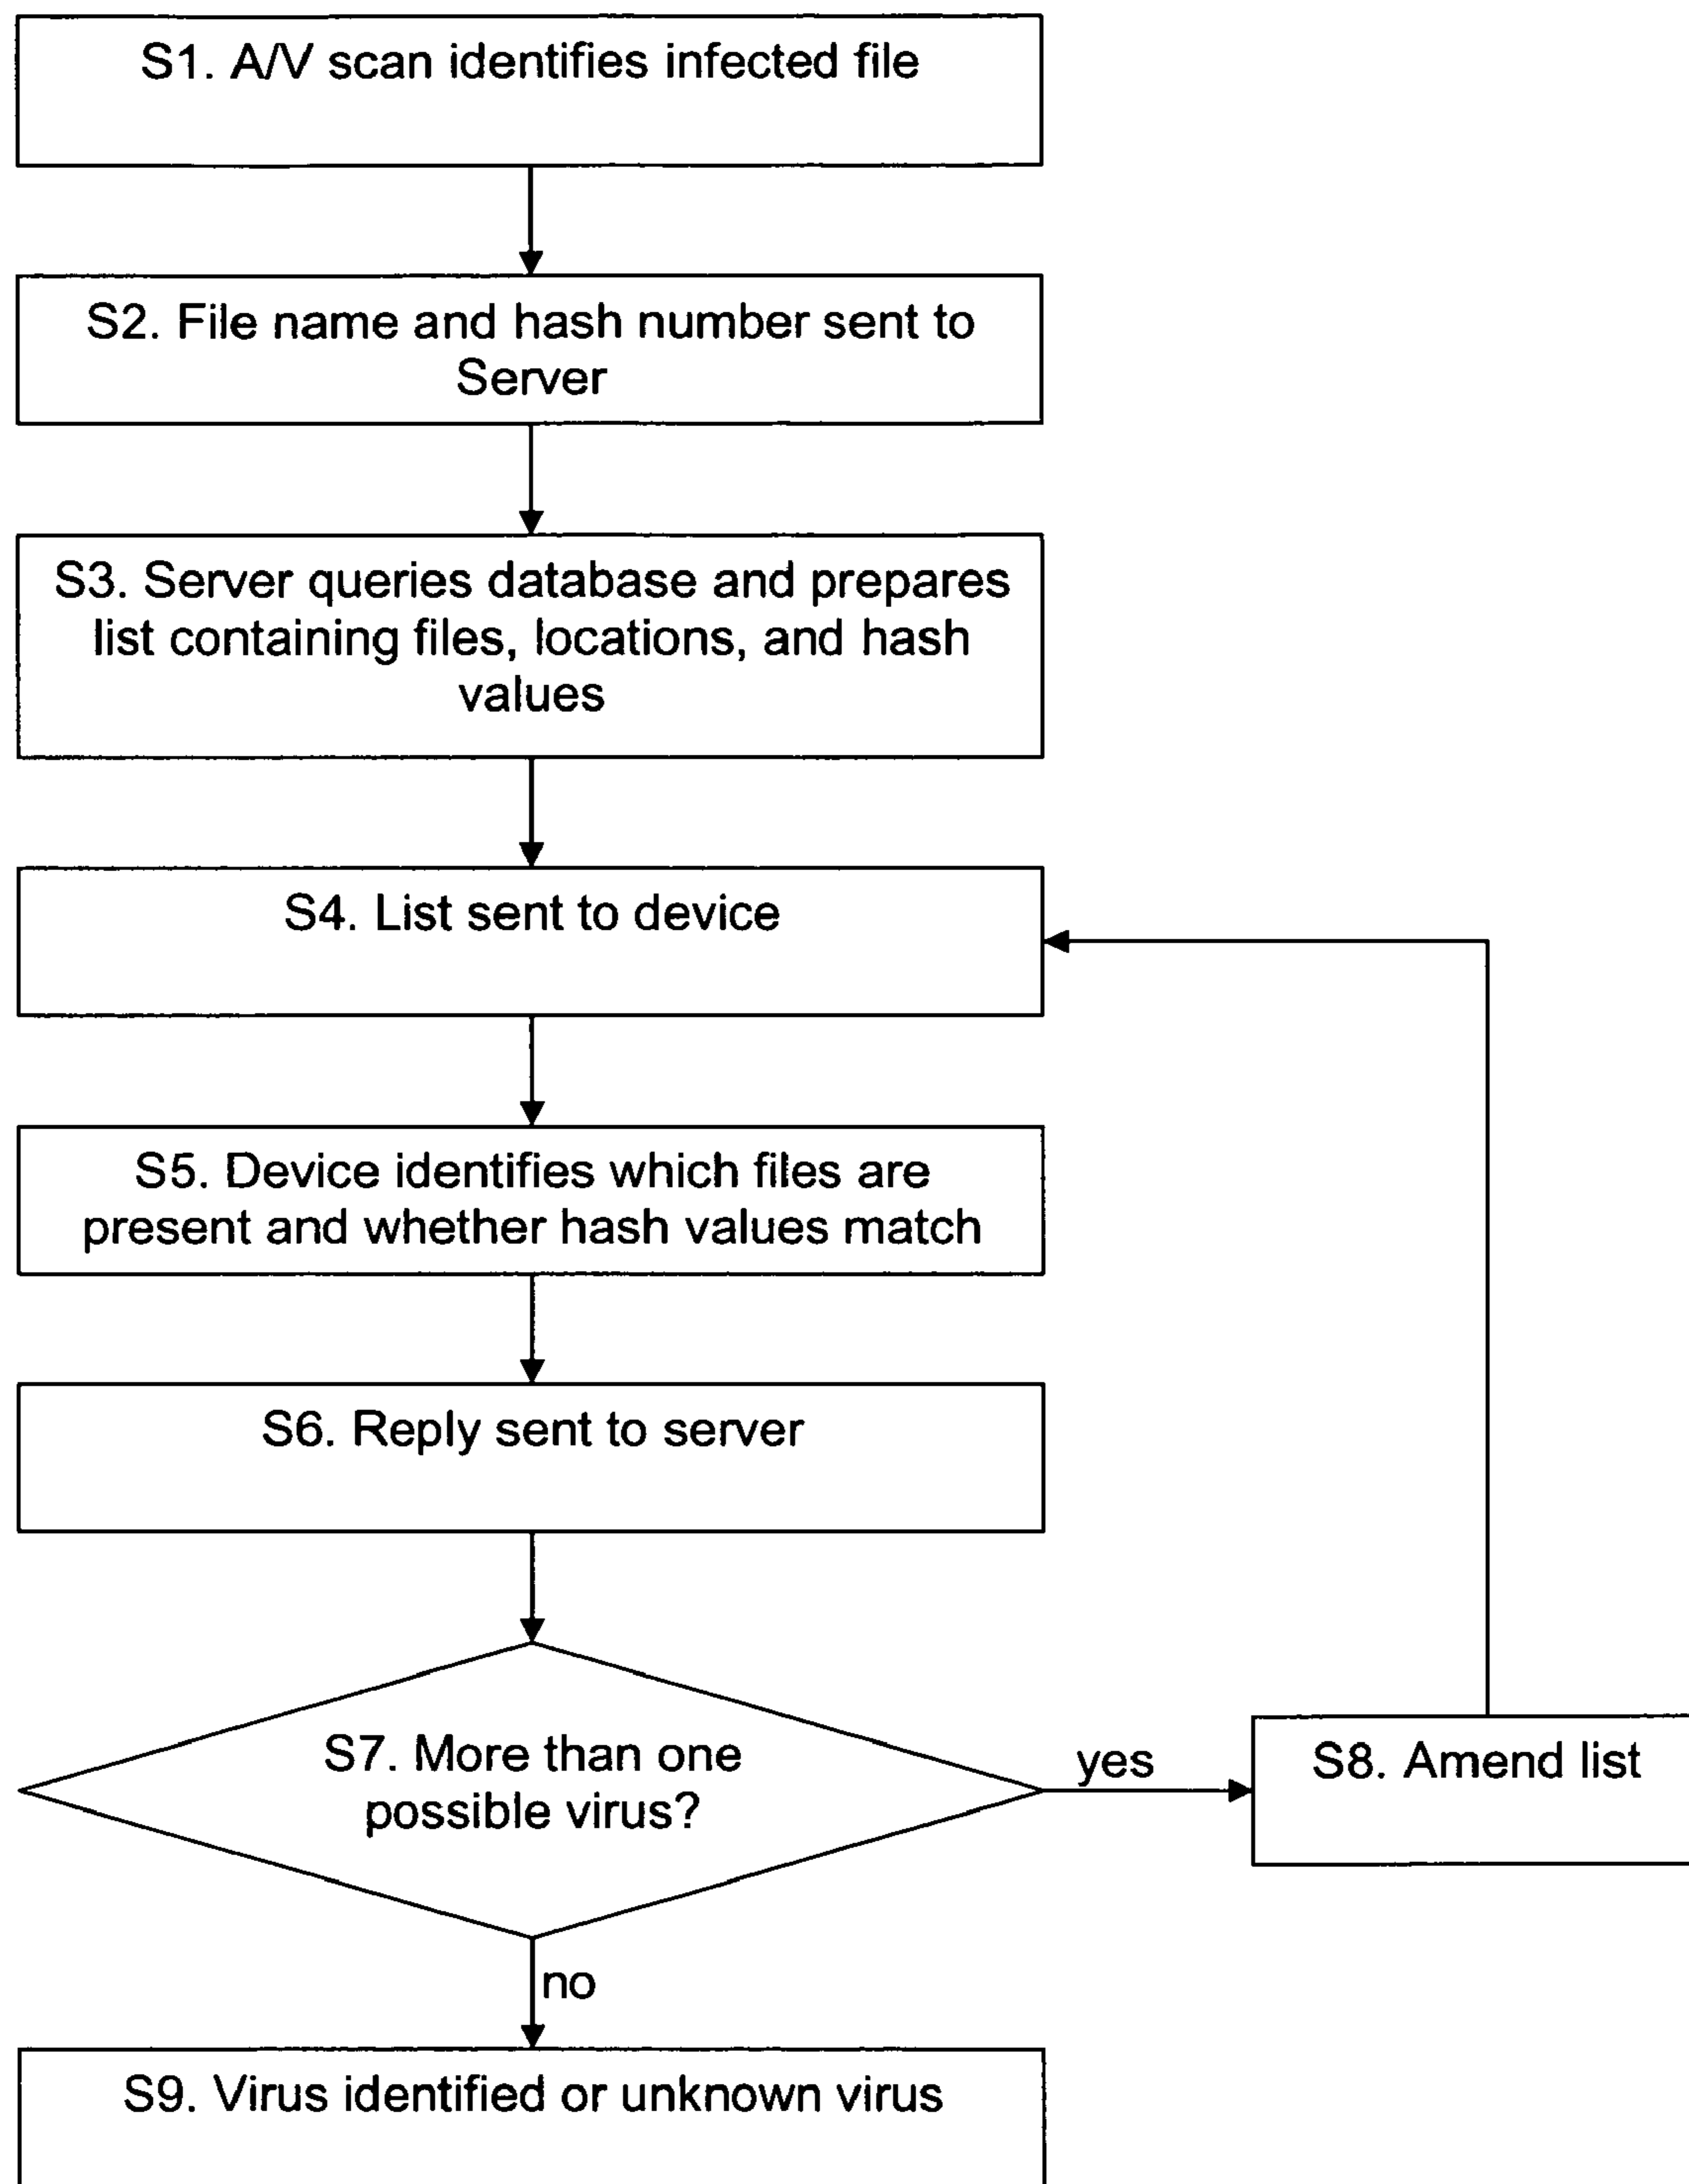 S1. A/V scan identifies infected file
S2. File name and hash number sent to
Server
S3. Server queries database and prepares
list containing files, locations, and hash
values
S4. List sent to device
S5. Device identifies which files are
present and whether hash values match
S6. Reply sent to server
S7. More than one
possible virus?
yes
S8. Amend list
no
S9. Virus identified or unknown virus